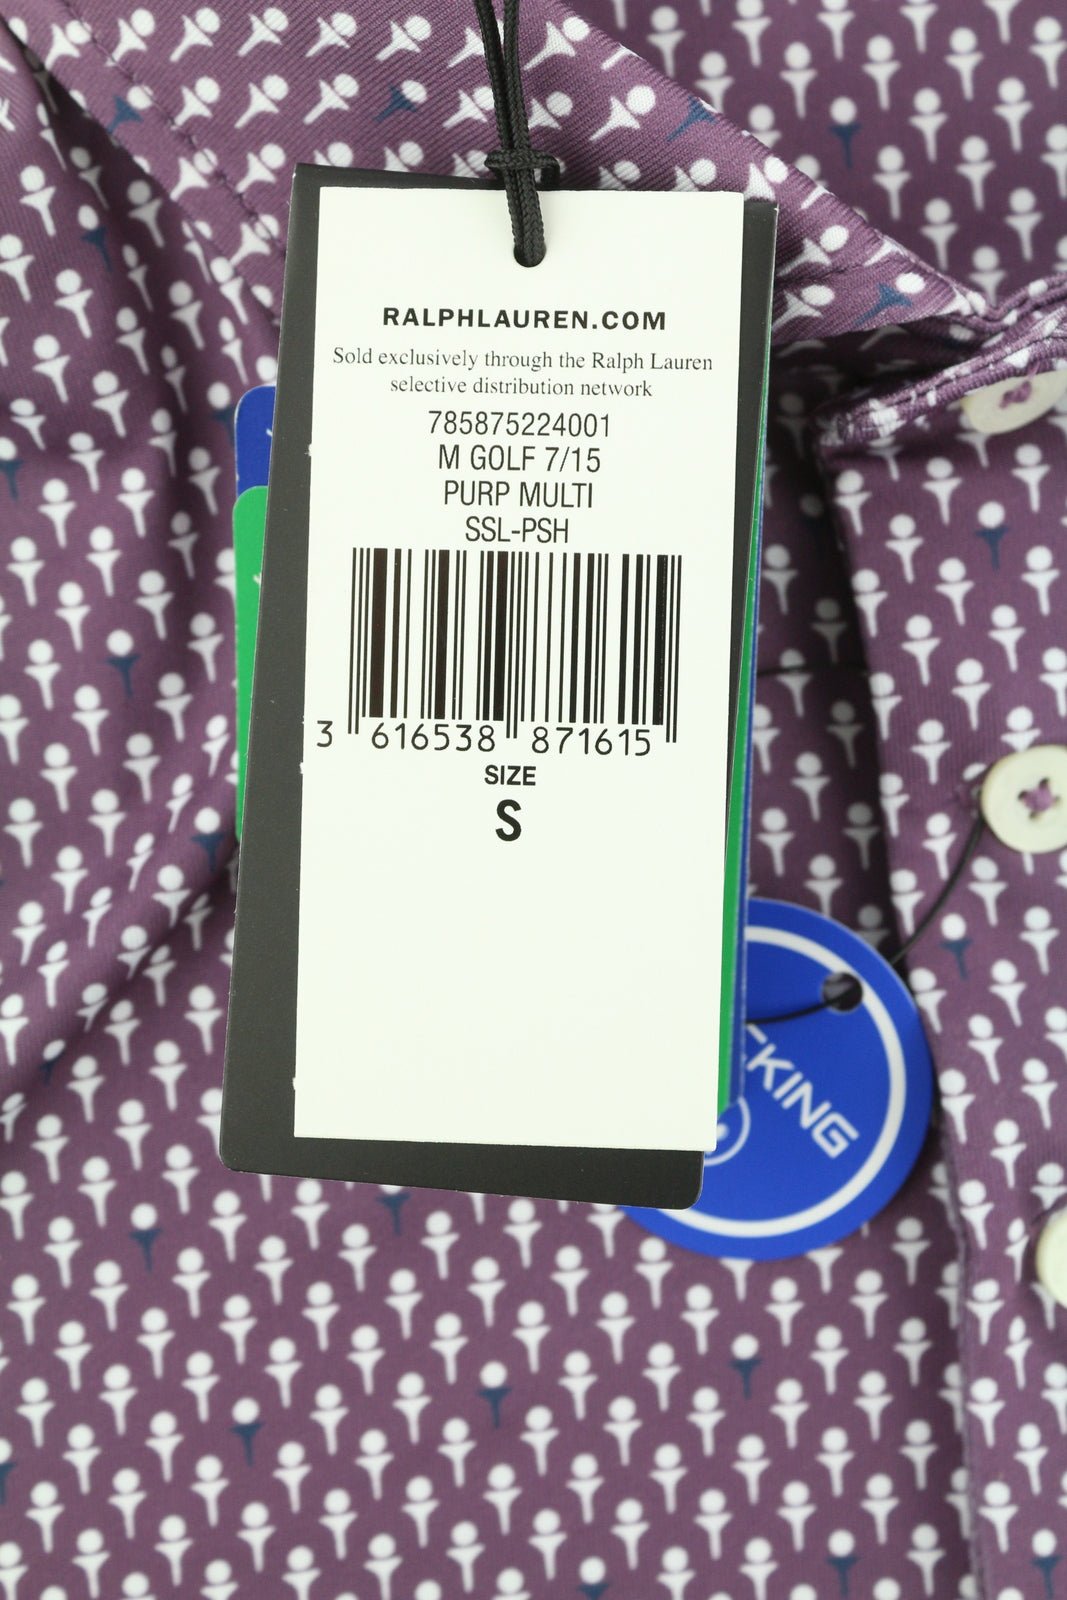 RALPHLAUREN.COM
Sold exclusively through the Ralph Lauren
selective distribution network
785875224001
M GOLF 7/15
PURP MULTI
SSL-PSH
3 616538 871615
SIZE
S